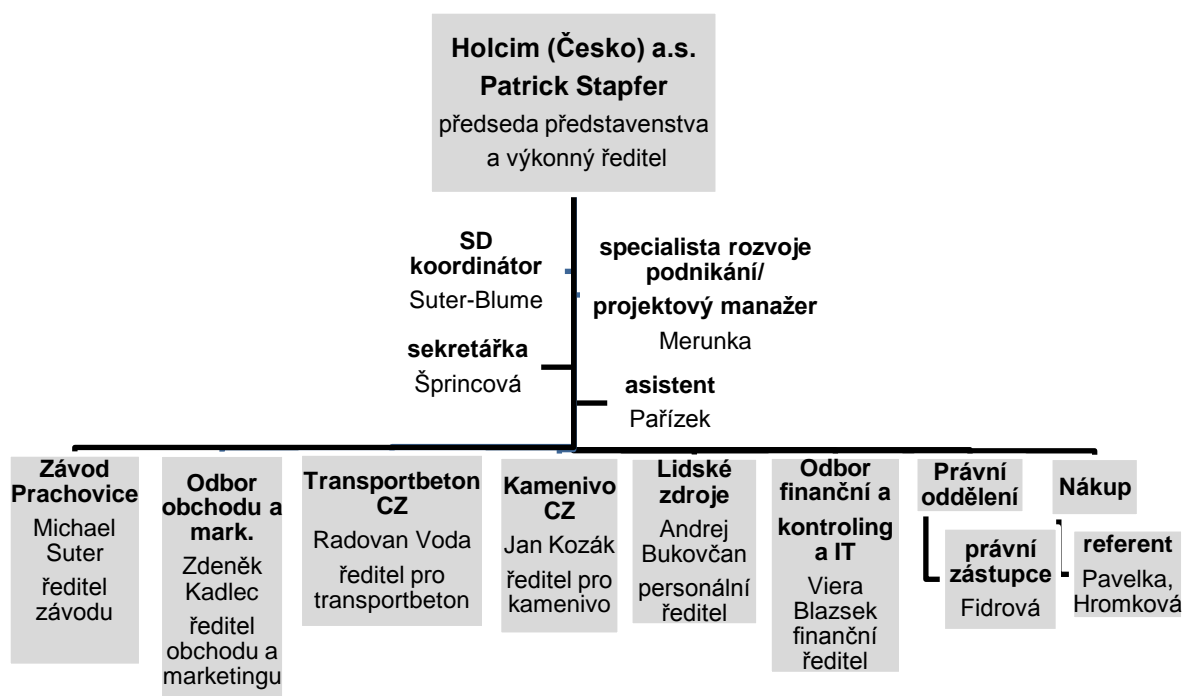 Holcim (Česko) a.s.
Patrick Stapfer
předseda představenstva
a výkonný ředitel
SD
koordinátor
Suter-Blume
specialista rozvoje
podnikání/
projektový manažer
Merunka
sekretářka
Šprincová
asistent
Pařízek
Závod
Prachovice
Michael
Suter
ředitel
závodu
Odbor
obchodu a
mark.
Zdeněk
Kadlec
ředitel
obchodu a
marketingu
Transportbeton
CZ
Radovan Voda
ředitel pro
transportbeton
Kamenivo
CZ
Jan Kozák
ředitel pro
kamenivo
Lidské
zdroje
Andrej
Bukovčan
personální
ředitel
Odbor
finanční a
kontroling
a IT
Viera
Blazsek
finanční
ředitel
Právní
oddělení
právní
zástupce
Fidrová
Nákup
referent
Pavelka,
Hromková